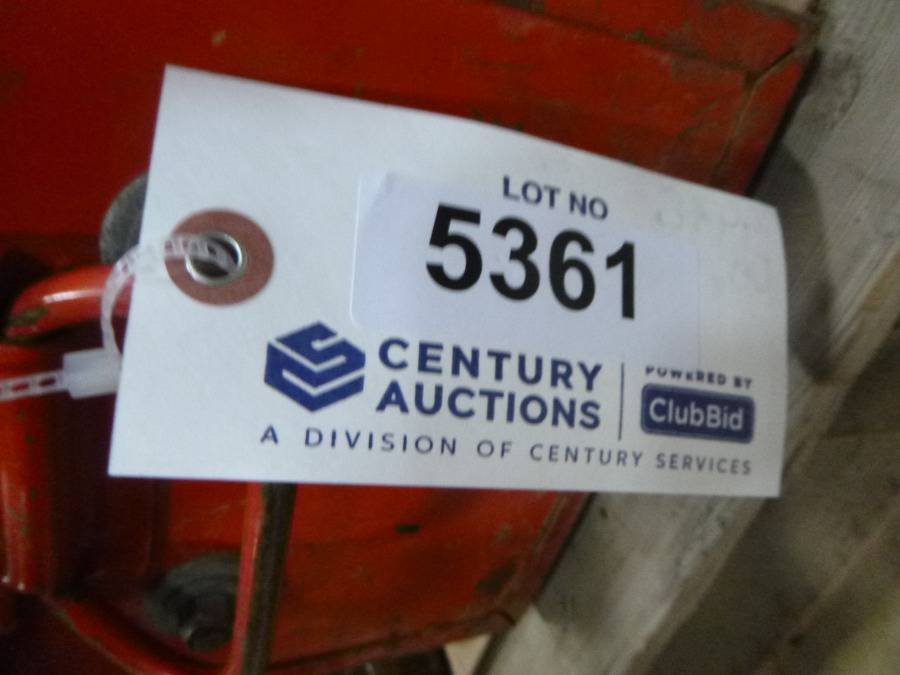 LOT NO
5361
CENTURY
AUCTIONS
POWERED BY
ClubBid
A DIVISION OF CENTURY SERVICES